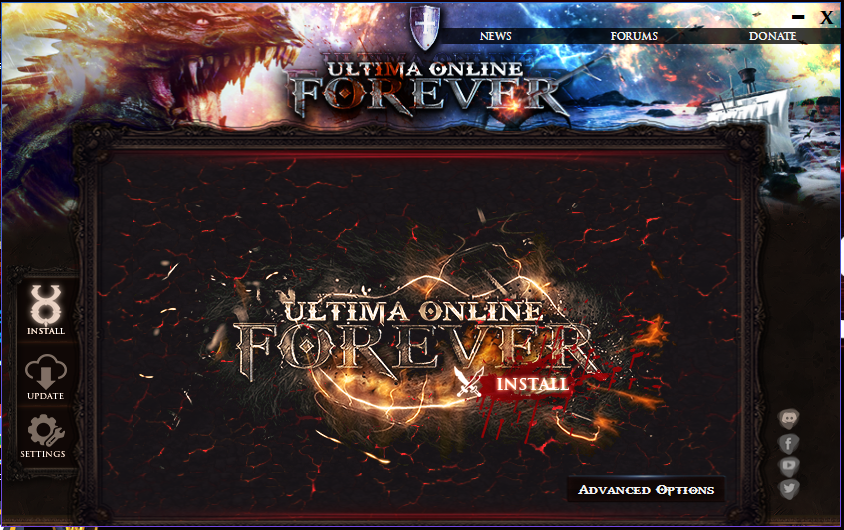 X
NEWS FORUMS DONATE
ULTIMA ONLINE
FOREVER
ULTIMA ONLINE
FOREVER
INSTALL
INSTALL
UPDATE
SETTINGS
ADVANCED OPTIONS